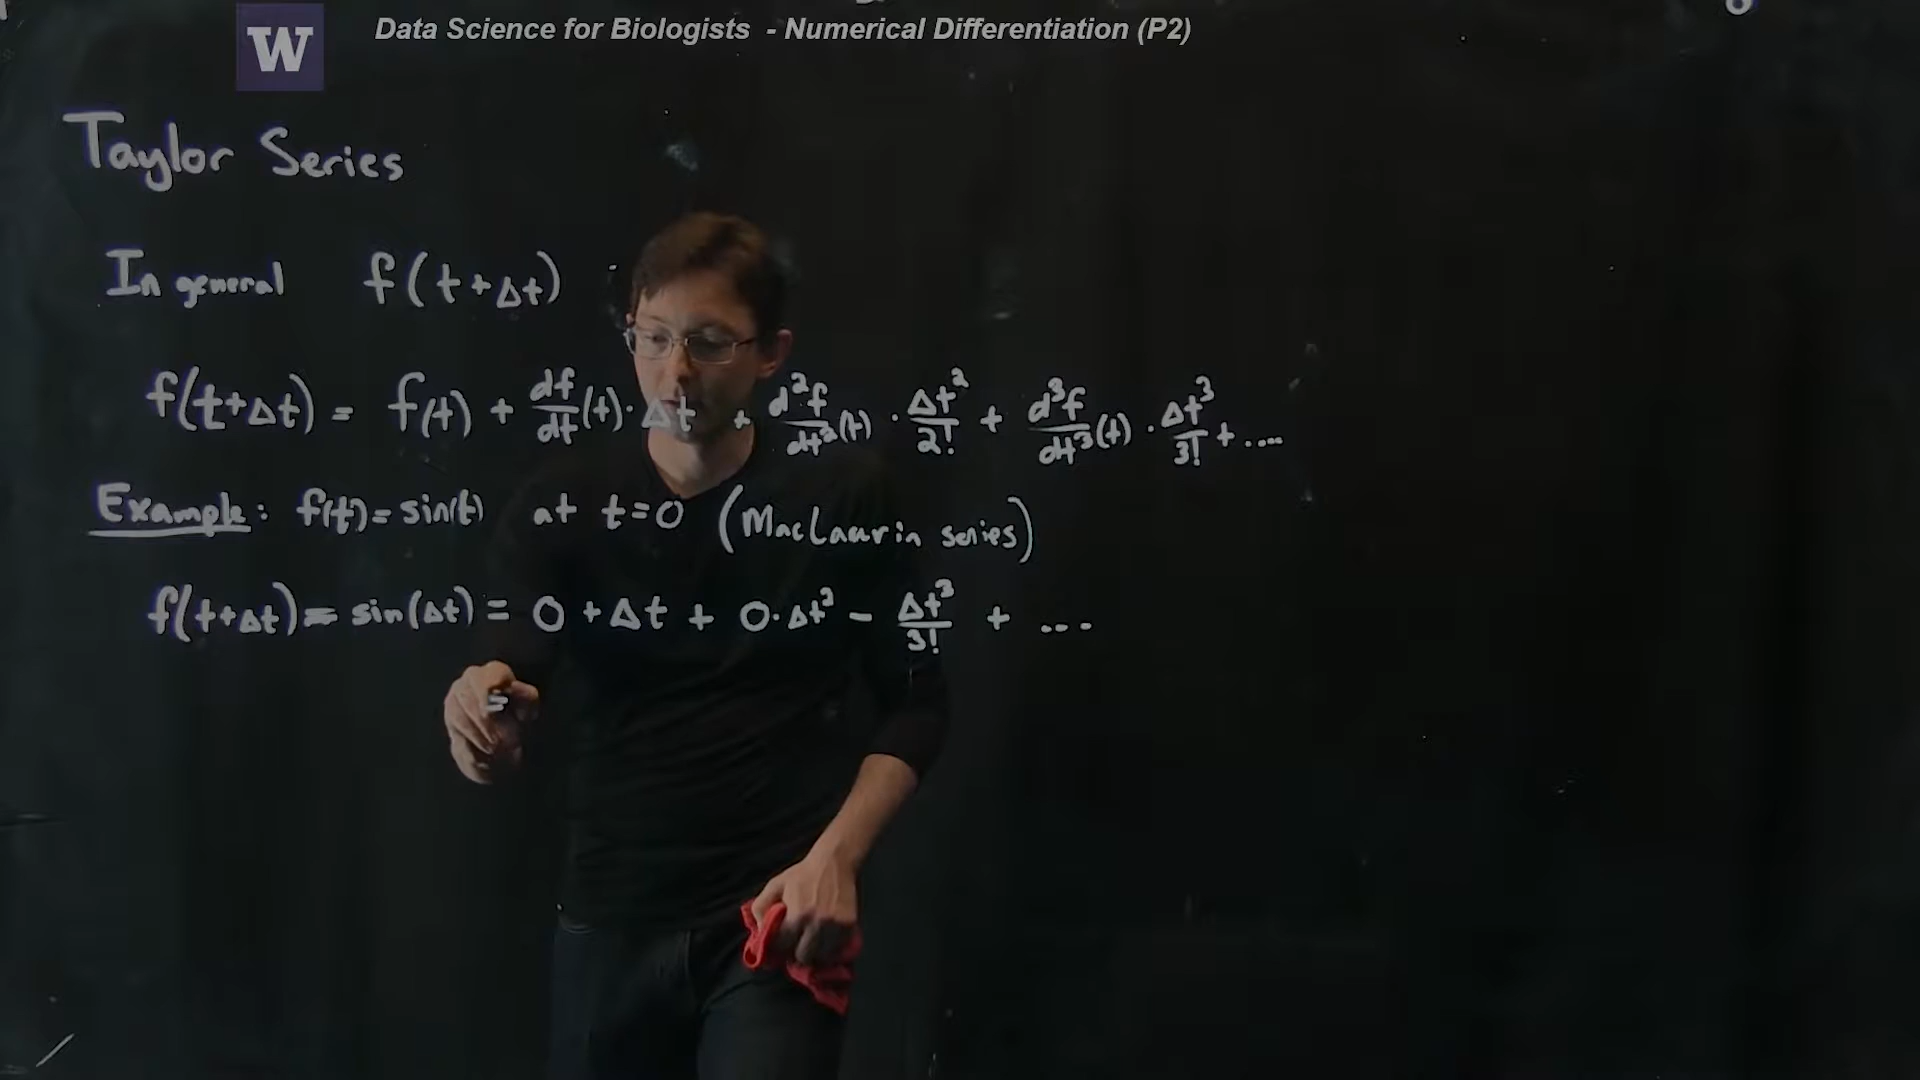 W
Data Science for Biologists - Numerical Differentiation (P2)
Taylor Series
In general f(t+Δt)
f(t+Δt) = f(t) + df/dt(t)·Δt + d²f/dt²(t)·Δt²/2! + d³f/dt³(t)·Δt³/3! + ....
Example: f(t)=sin(t) at t=0 (MacLaurin series)
f(t+Δt) = sin(Δt) = 0 + Δt + 0·Δt² - Δt³/3! + ...
=